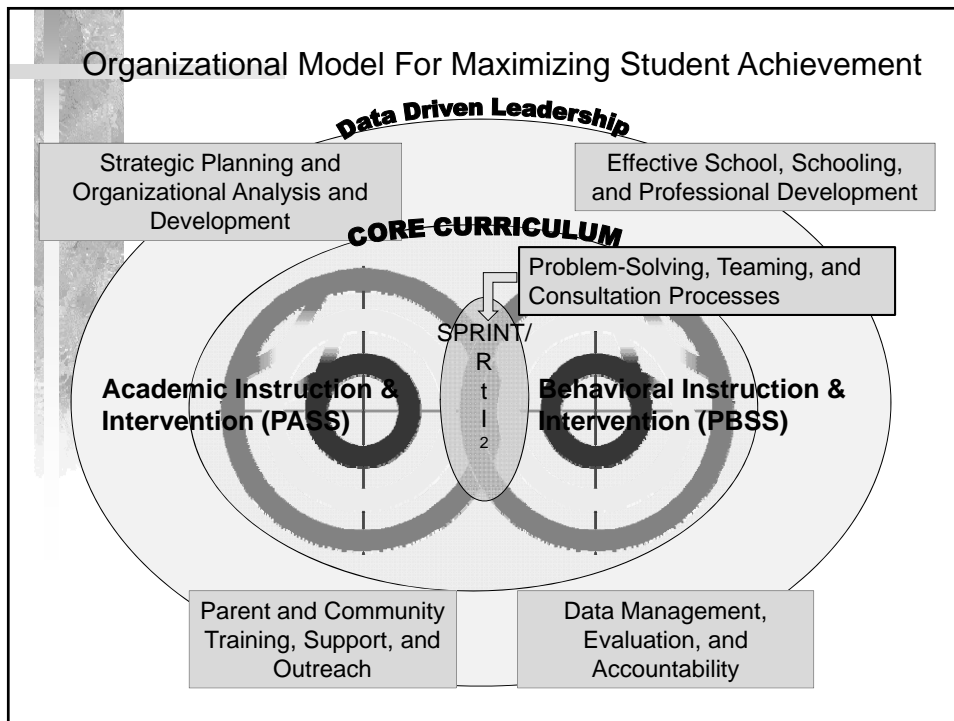 Organizational Model For Maximizing Student Achievement
Data Driven Leadership
Strategic Planning and
Organizational Analysis and
Development
Effective School, Schooling,
and Professional Development
CORE CURRICULUM
Problem-Solving, Teaming, and
Consultation Processes
SPRINT/
R
t
I
2
Academic Instruction &
Intervention (PASS)
Behavioral Instruction &
Intervention (PBSS)
Parent and Community
Training, Support, and
Outreach
Data Management,
Evaluation, and
Accountability